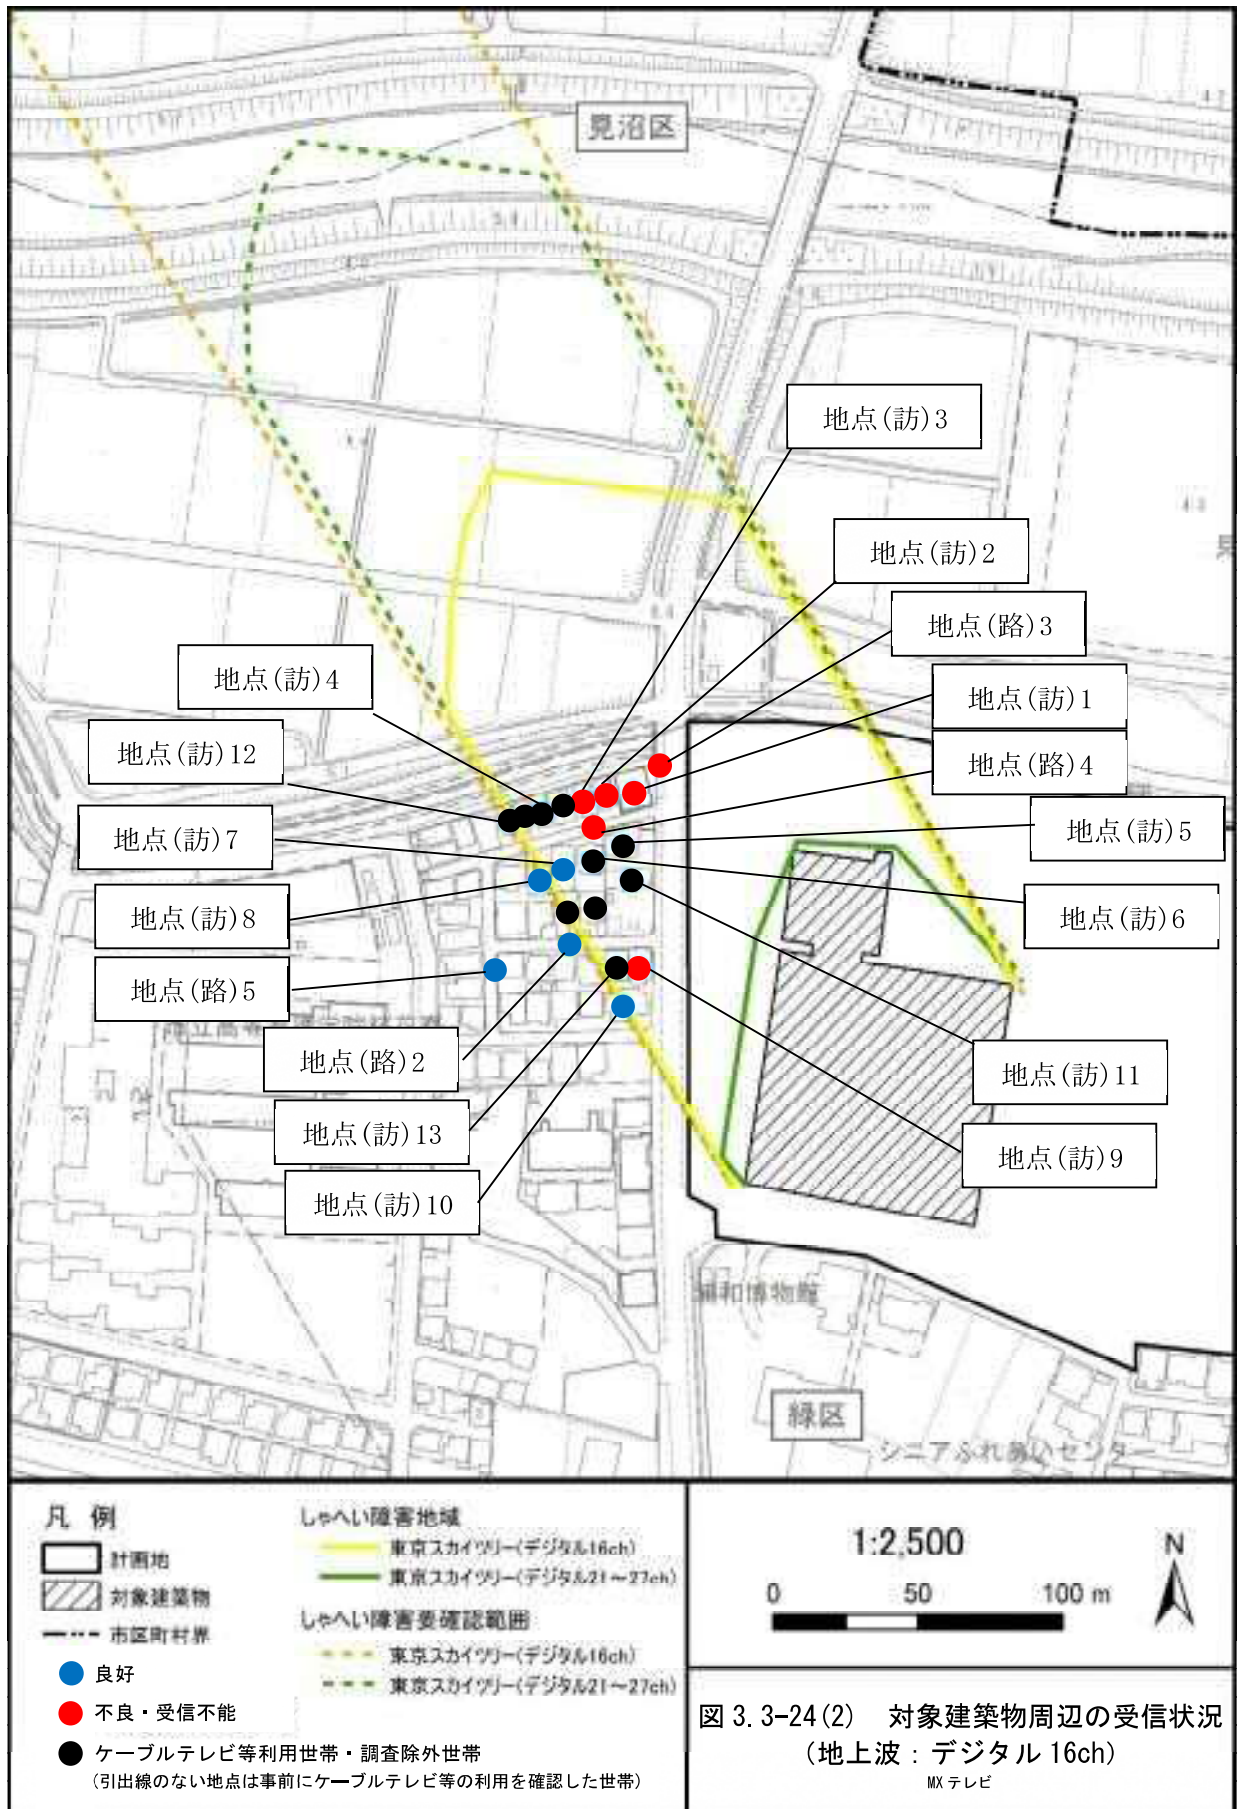 見沼区
地点(訪)3
地点(訪)2
地点(路)3
地点(訪)4
地点(訪)1
地点(訪)12
地点(路)4
地点(訪)7
地点(訪)5
地点(訪)8
地点(訪)6
地点(路)5
地点(路)2
地点(訪)11
地点(訪)13
地点(訪)9
地点(訪)10
浦和博物館
緑区
シニアふれあいセンター
凡 例
計画地
対象建築物
市区町村界
良好
不良・受信不能
ケーブルテレビ等利用世帯・調査除外世帯
(引出線のない地点は事前にケーブルテレビ等の利用を確認した世帯)
しゃへい障害地域
東京スカイツリー(デジタル16ch)
東京スカイツリー(デジタル21～27ch)
しゃへい障害要確認範囲
東京スカイツリー(デジタル16ch)
東京スカイツリー(デジタル21～27ch)
1:2,500
N
0 50 100 m
図 3.3-24(2) 対象建築物周辺の受信状況
(地上波：デジタル 16ch)
MX テレビ